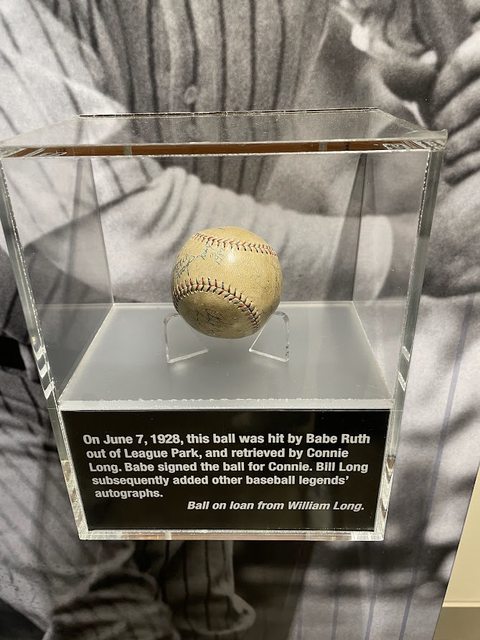 On June 7, 1928, this ball was hit by Babe Ruth
out of League Park, and retrieved by Connie
Long. Babe signed the ball for Connie. Bill Long
subsequently added other baseball legends'
autographs.
Ball on loan from William Long.